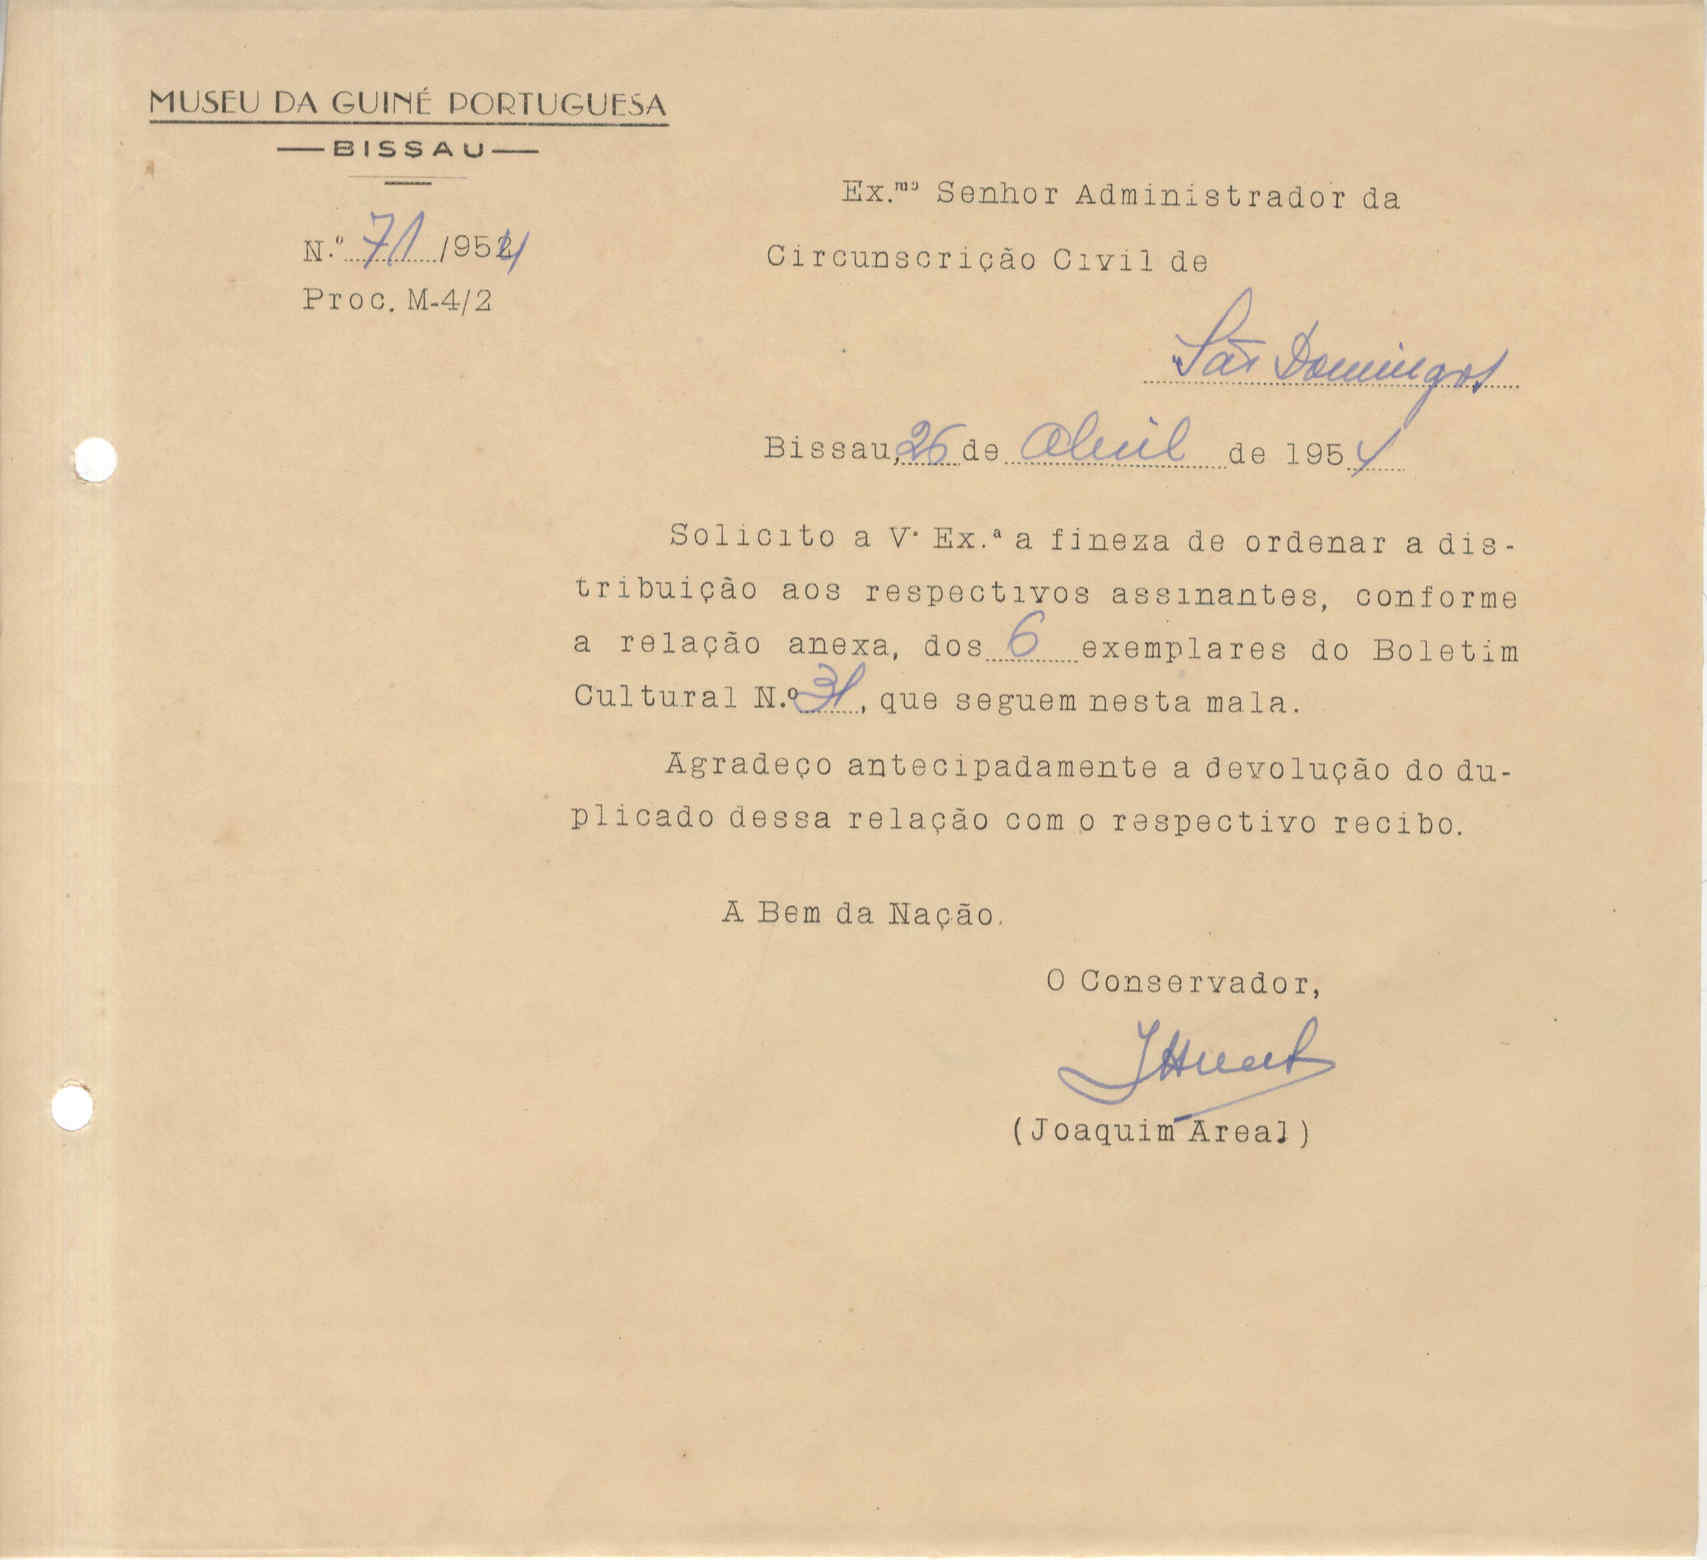 MUSEU DA GUINÉ PORTUGUESA
BISSAU
N.º 71/954
Proc. M-4/2
Ex.mo Senhor Administrador da
Circunscrição Civil de
São Domingos
Bissau, 26 de Abril de 1954
Solicito a V. Ex.ª a fineza de ordenar a dis-
tribuição aos respectivos assinantes, conforme
a relação anexa, dos 6 exemplares do Boletim
Cultural N.º 31, que seguem nesta mala.
Agradeço antecipadamente a devolução do du-
plicado dessa relação com o respectivo recibo.
A Bem da Nação.
O Conservador,
(Joaquim Areal)